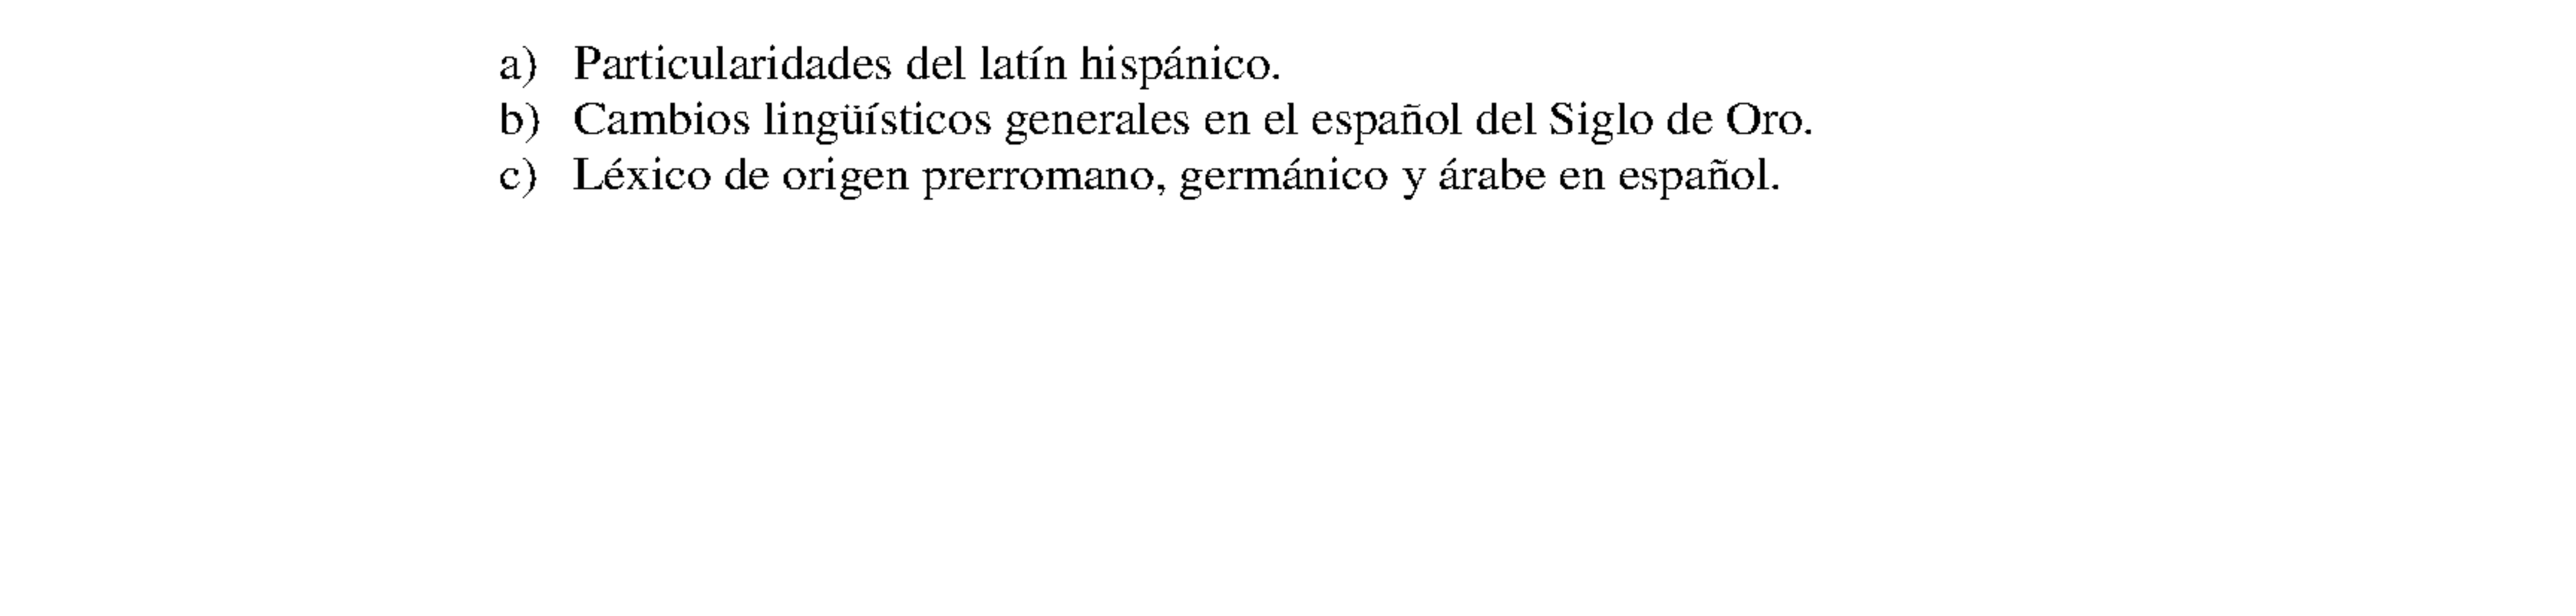 a) Particularidades del latín hispánico.
b) Cambios lingüísticos generales en el español del Siglo de Oro.
c) Léxico de origen prerromano, germánico y árabe en español.